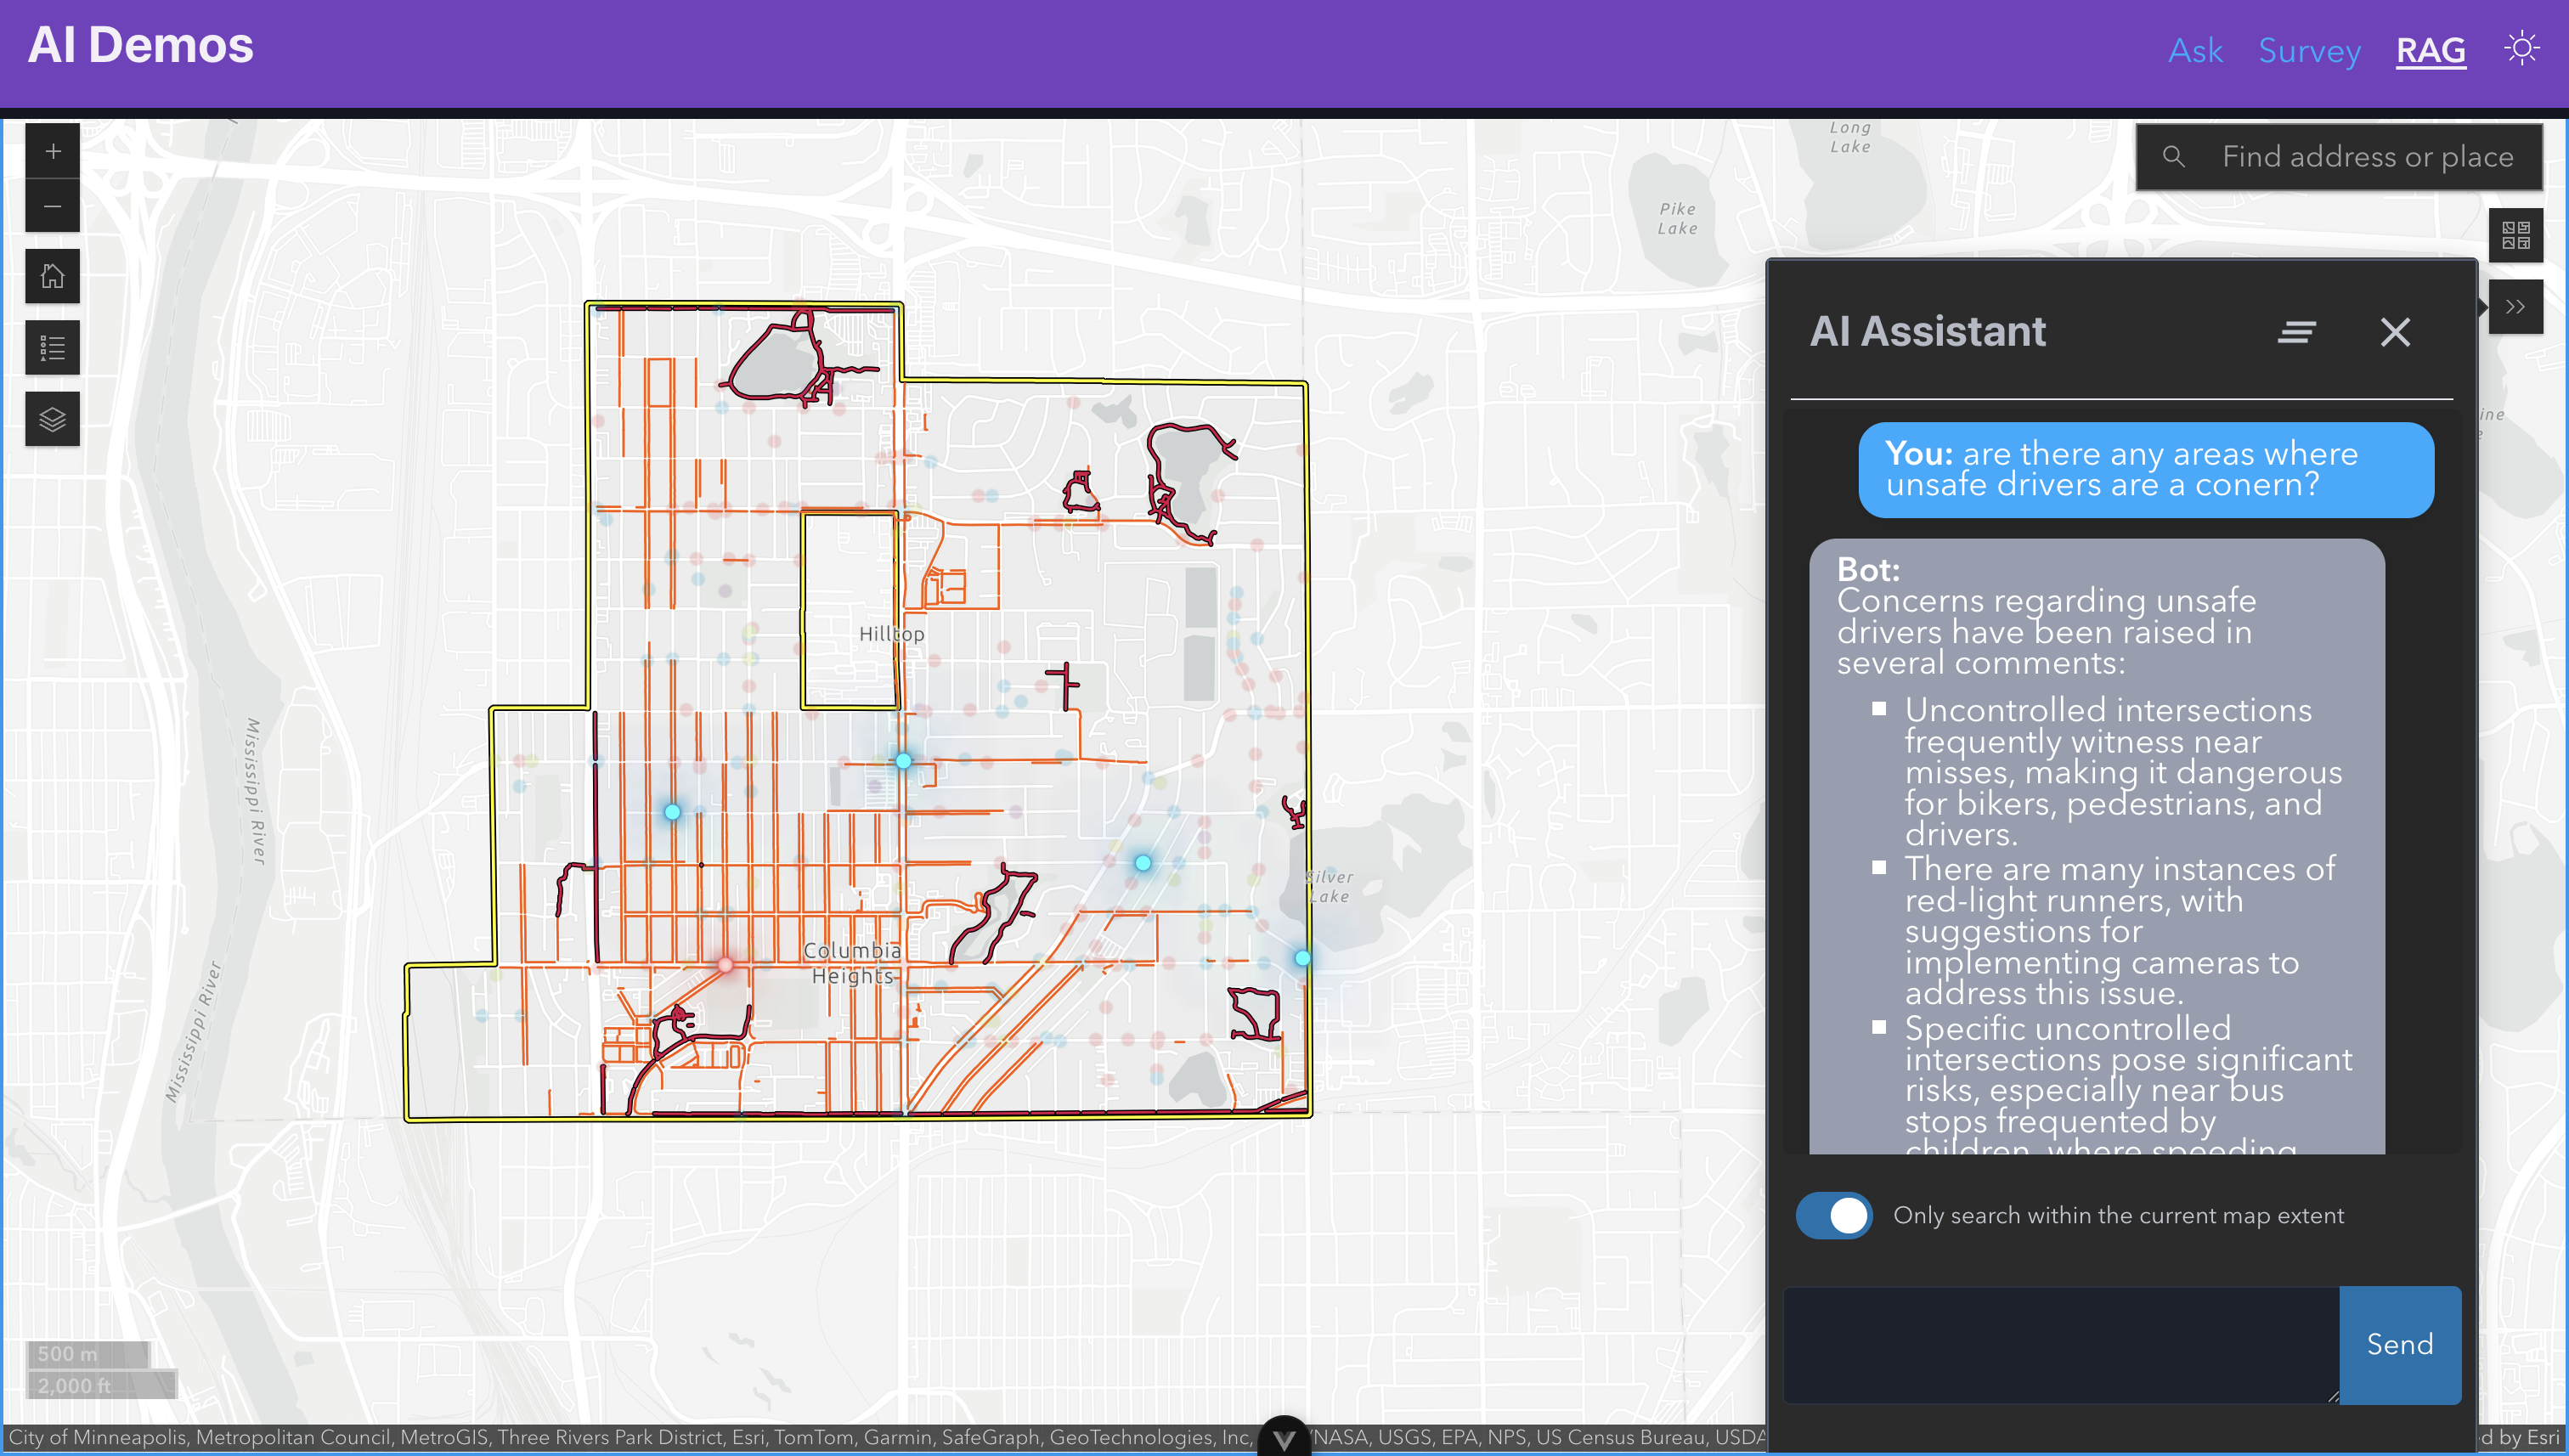 AI Demos
Ask
Survey
RAG
Find address or place
Long
Lake
Pike
Lake
Hilltop
Mississippi River
Mississippi River
Columbia
Heights
Silver
Lake
AI Assistant
You: are there any areas where
unsafe drivers are a conern?
Bot:
Concerns regarding unsafe
drivers have been raised in
several comments:
Uncontrolled intersections
frequently witness near
misses, making it dangerous
for bikers, pedestrians, and
drivers.
There are many instances of
red-light runners, with
suggestions for
implementing cameras to
address this issue.
Specific uncontrolled
intersections pose significant
risks, especially near bus
stops frequented by
children, where speeding
Only search within the current map extent
Send
500 m
2,000 ft
City of Minneapolis, Metropolitan Council, MetroGIS, Three Rivers Park District, Esri, TomTom, Garmin, SafeGraph, GeoTechnologies, Inc, /NASA, USGS, EPA, NPS, US Census Bureau, USDA d by Esri